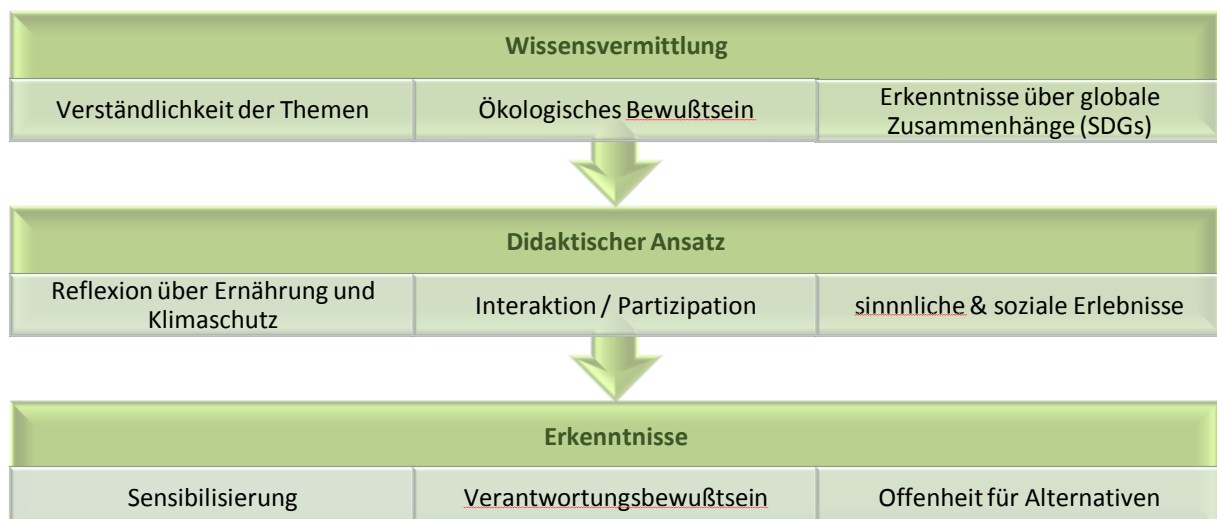 Wissensvermittlung
Verständlichkeit der Themen
Ökologisches Bewußtsein
Erkenntnisse über globale
Zusammenhänge (SDGs)
Didaktischer Ansatz
Reflexion über Ernährung und
Klimaschutz
Interaktion / Partizipation
sinnnliche & soziale Erlebnisse
Erkenntnisse
Sensibilisierung
Verantwortungsbewußtsein
Offenheit für Alternativen